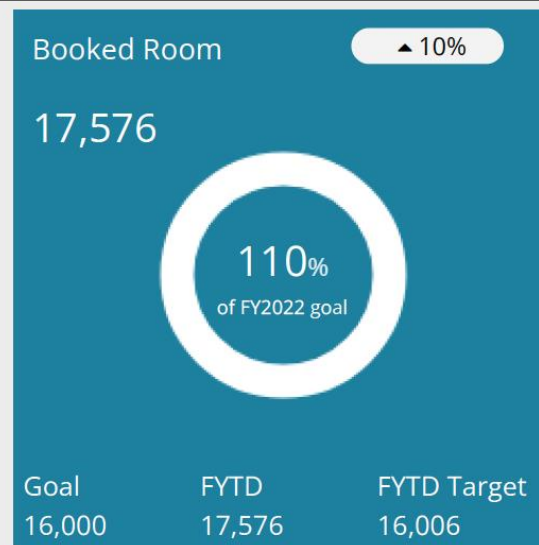 Booked Room
▲ 10%
17,576
110%
of FY2022 goal
Goal FYTD FYTD Target
16,000 17,576 16,006